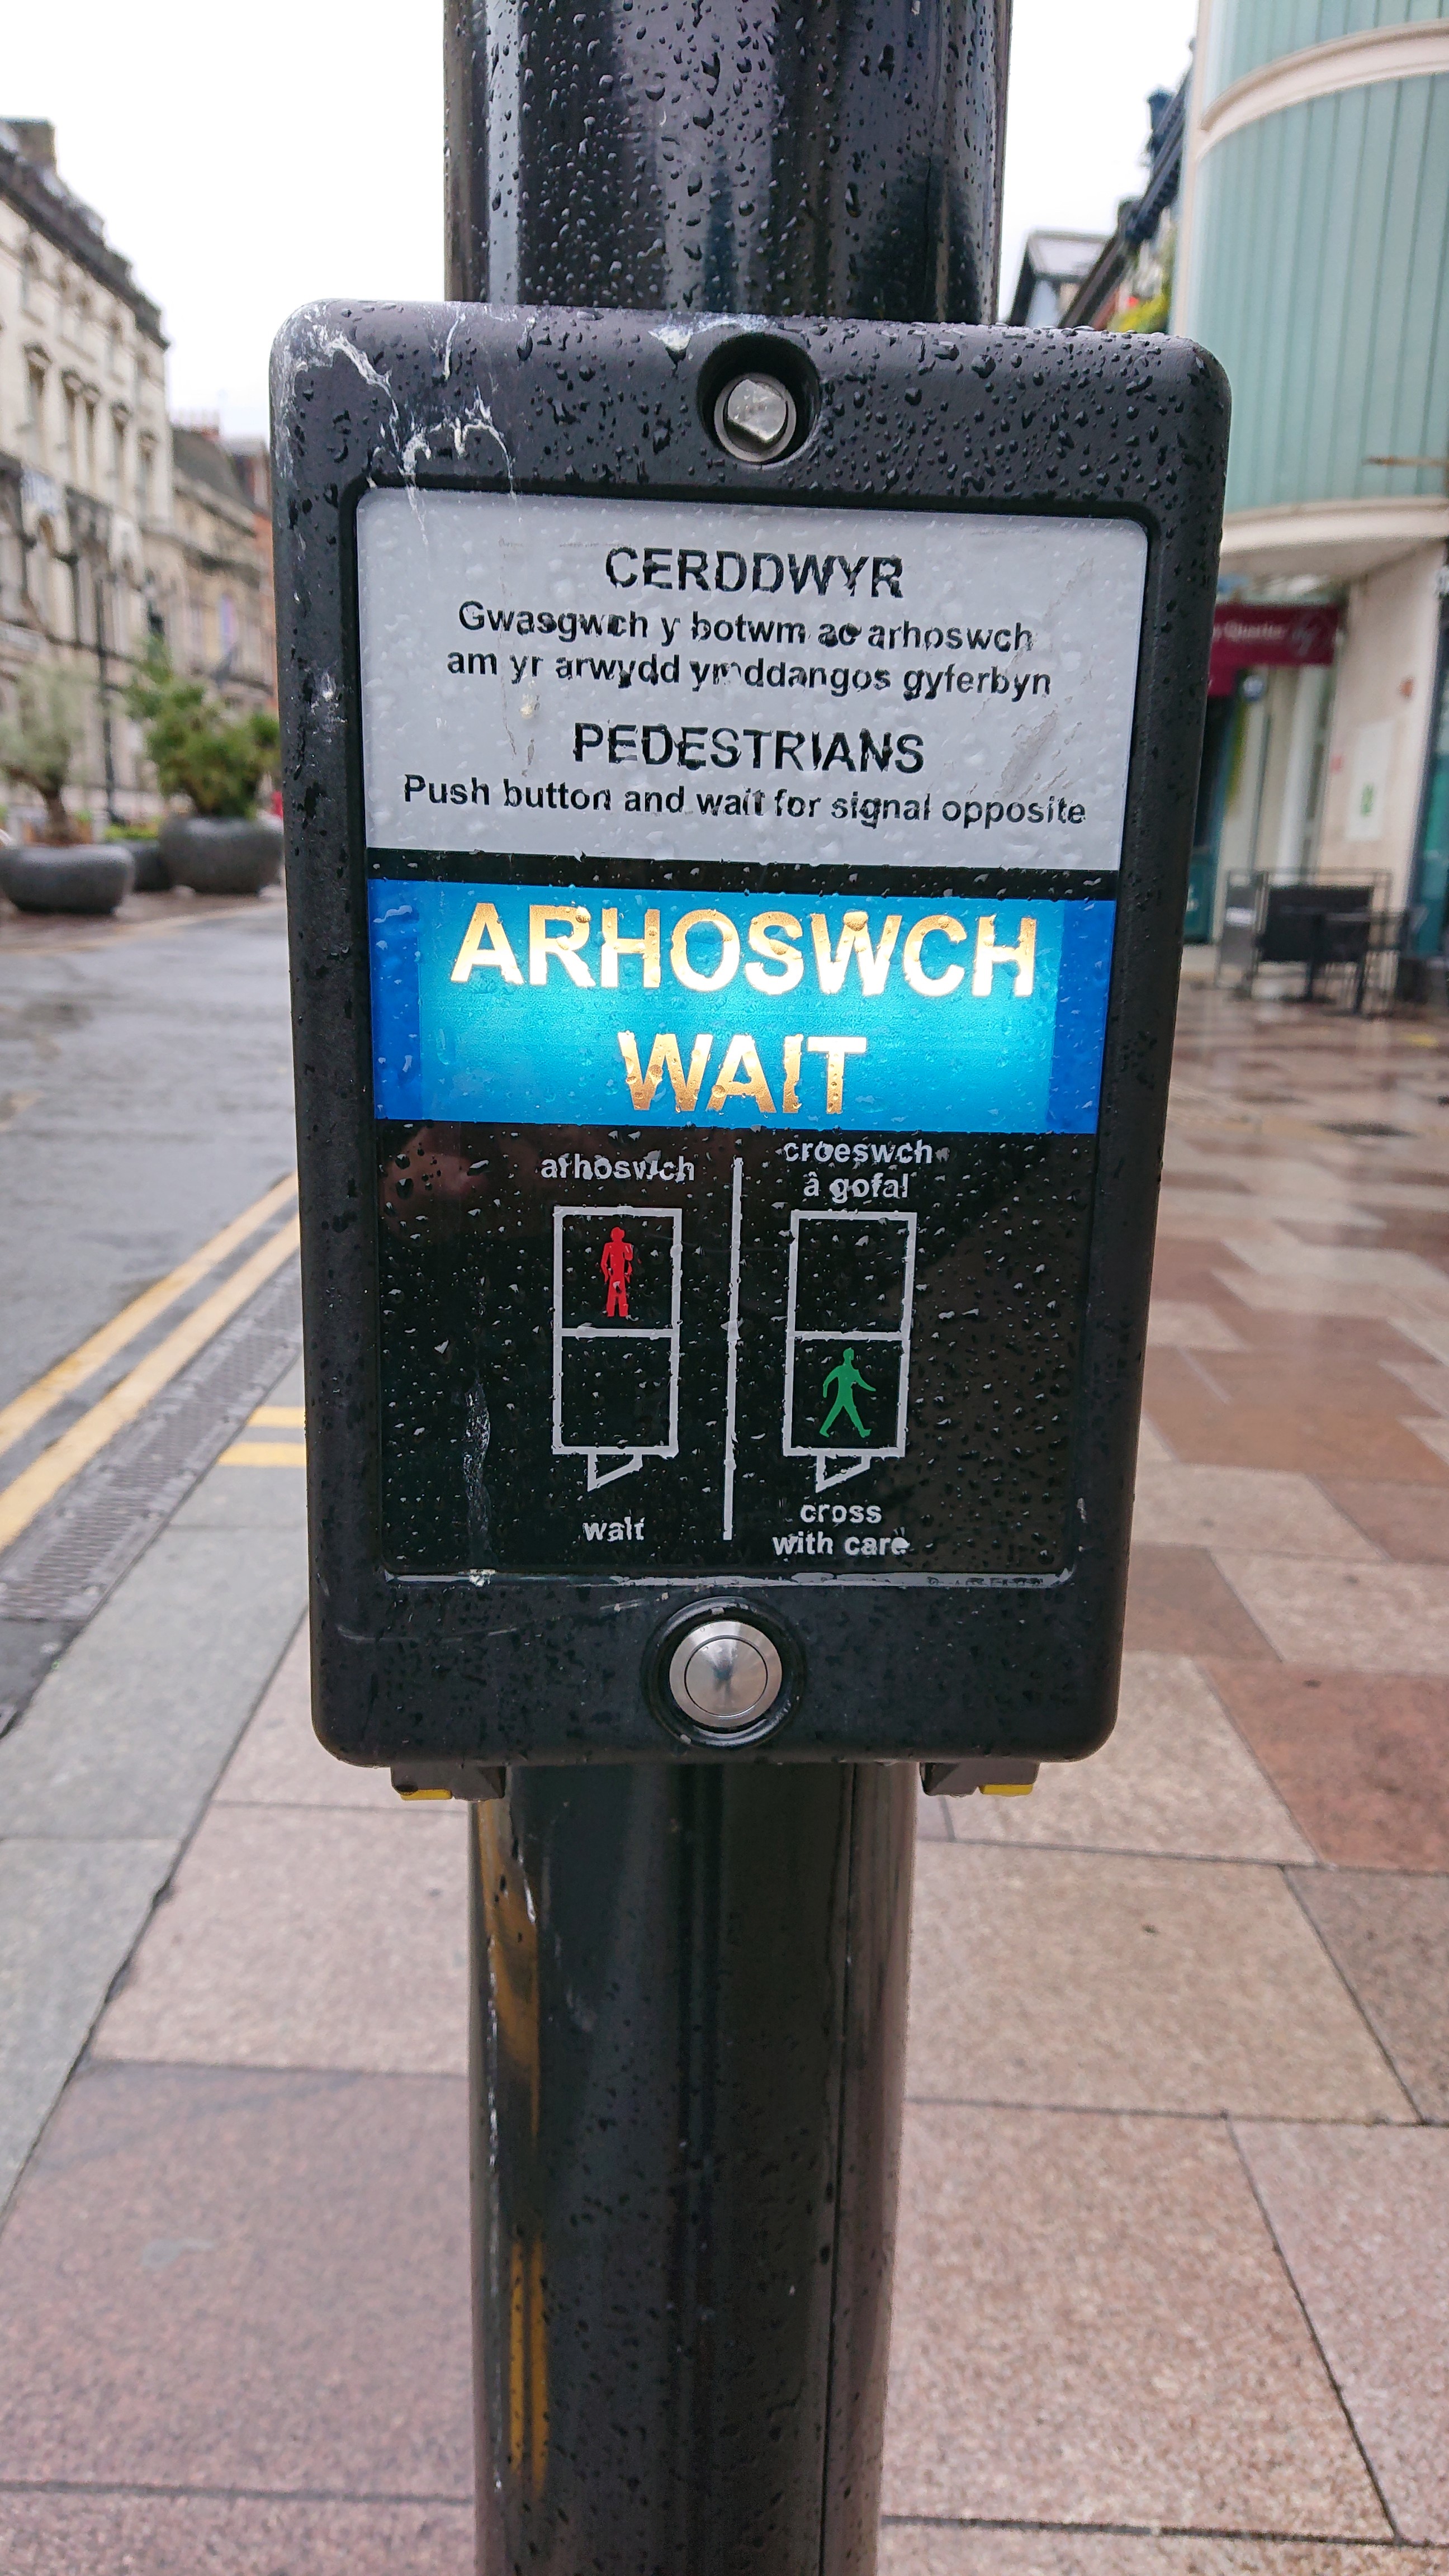 CERDDWYR
Gwasgwch y botwm ac arhoswch
am yr arwydd ymddangos gyferbyn
PEDESTRIANS
Push button and wait for signal opposite
ARHOSWCH
WAIT
arhoswch
wait
croeswch
â gofal
cross
with care
Quarter